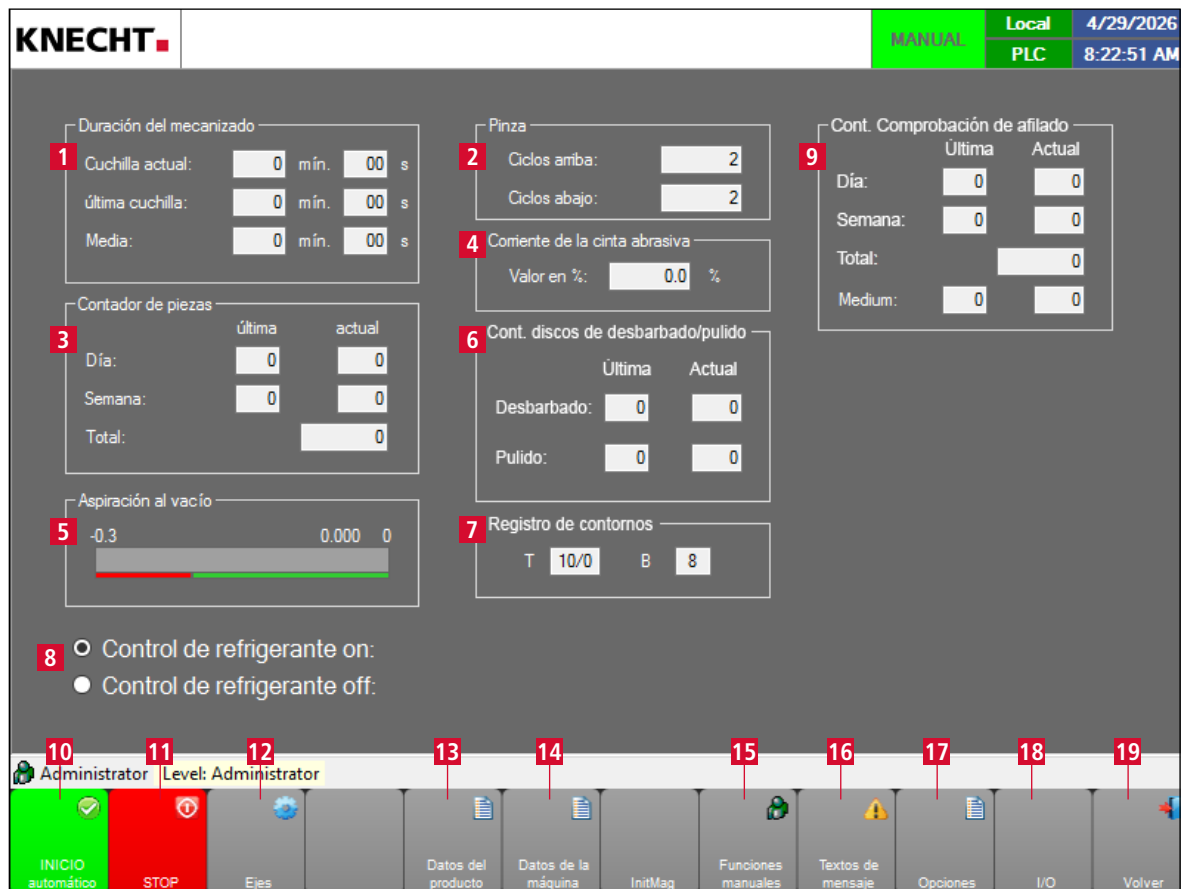 KNECHT
MANUAL
Local
4/29/2026
PLC
8:22:51 AM
Duración del mecanizado
1
Cuchilla actual: 0 mín. 00 s
última cuchilla: 0 mín. 00 s
Media: 0 mín. 00 s
Pinza
2
Ciclos arriba: 2
Ciclos abajo: 2
Cont. Comprobación de afilado
9
Última Actual
Día: 0 0
Semana: 0 0
Total: 0
Medium: 0 0
4
Corriente de la cinta abrasiva
Valor en %: 0.0 %
Contador de piezas
3
última actual
Día: 0 0
Semana: 0 0
Total: 0
6
Cont. discos de desbarbado/pulido
Última Actual
Desbarbado: 0 0
Pulido: 0 0
Aspiración al vacío
5
-0.3 0.000 0
7
Registro de contornos
T 10/0 B 8
8
Control de refrigerante on:
Control de refrigerante off:
10 11 12 13 14 15 16 17 18 19
Administrator Level: Administrator
INICIO
automático
STOP
Ejes
Datos del
producto
Datos de la
máquina
InitMag
Funciones
manuales
Textos de
mensaje
Opciones
I/O
Volver